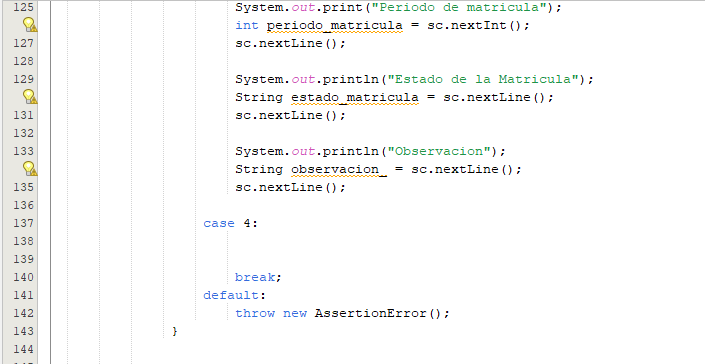 125 System.out.print("Periodo de matricula");
int periodo_matricula = sc.nextInt();
127 sc.nextLine();
128
129 System.out.println("Estado de la Matricula");
String estado_matricula = sc.nextLine();
131 sc.nextLine();
132
133 System.out.println("Observacion");
String observacion_ = sc.nextLine();
135 sc.nextLine();
136
137 case 4:
138
139
140 break;
141 default:
142 throw new AssertionError();
143 }
144